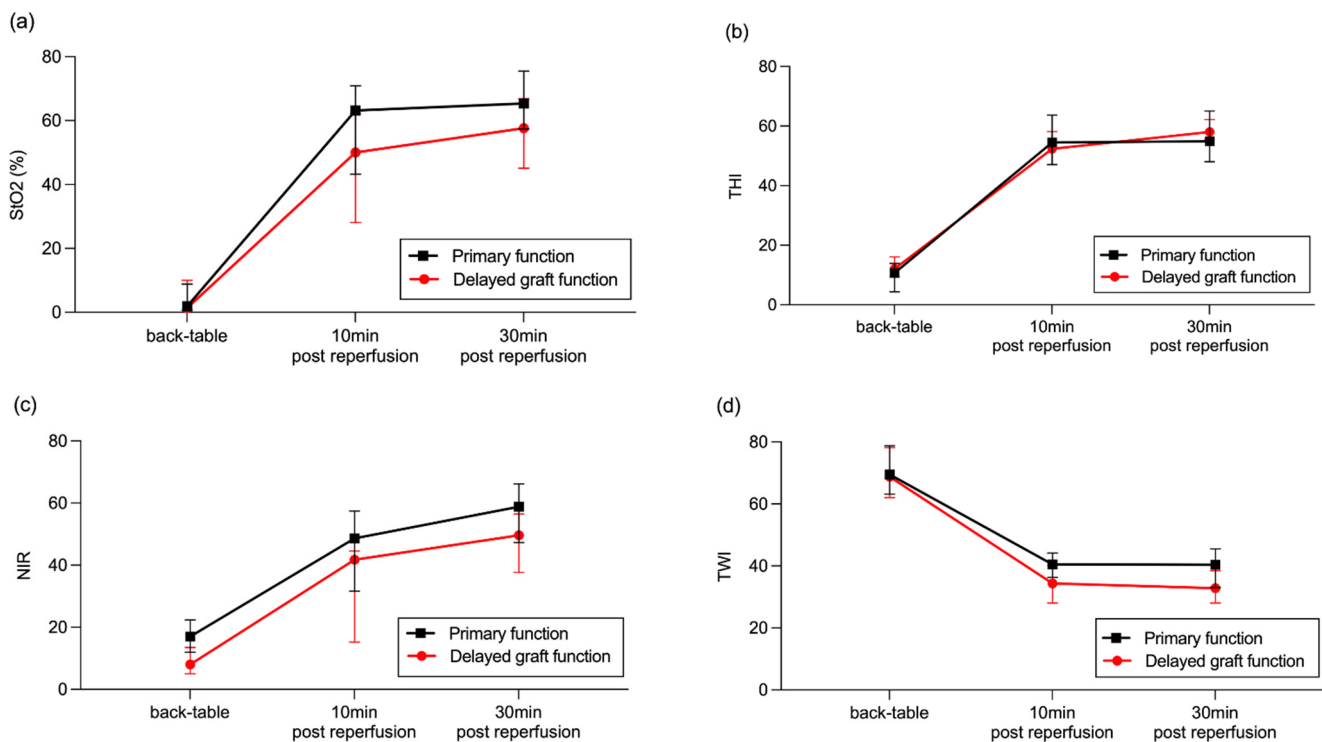 (a)
StO2 (%)
80
60
40
20
0
Primary function
Delayed graft function
back-table
10min
post reperfusion
30min
post reperfusion
(b)
THI
80
60
40
20
0
Primary function
Delayed graft function
back-table
10min
post reperfusion
30min
post reperfusion
(c)
NIR
80
60
40
20
0
Primary function
Delayed graft function
back-table
10min
post reperfusion
30min
post reperfusion
(d)
TWI
80
60
40
20
0
Primary function
Delayed graft function
back-table
10min
post reperfusion
30min
post reperfusion